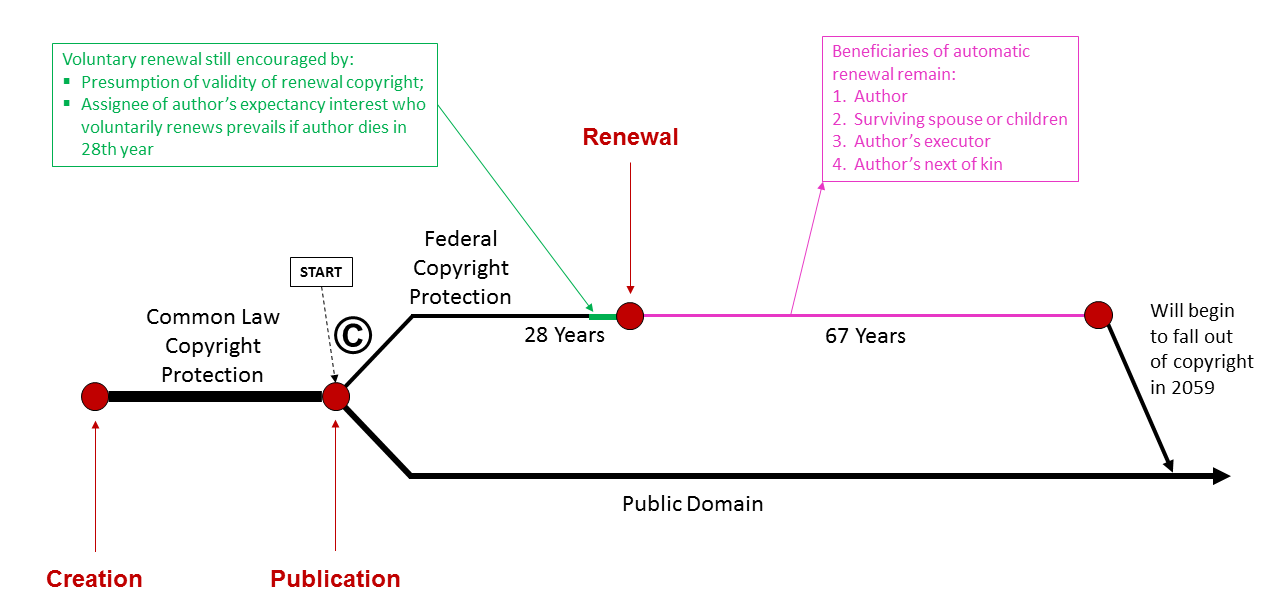 Voluntary renewal still encouraged by:
▪ Presumption of validity of renewal copyright;
▪ Assignee of author’s expectancy interest who
voluntarily renews prevails if author dies in
28th year
Beneficiaries of automatic
renewal remain:
1. Author
2. Surviving spouse or children
3. Author’s executor
4. Author’s next of kin
Renewal
START
Federal
Copyright
Protection
Common Law
Copyright
Protection
©
28 Years
67 Years
Will begin
to fall out
of copyright
in 2059
Public Domain
Creation
Publication